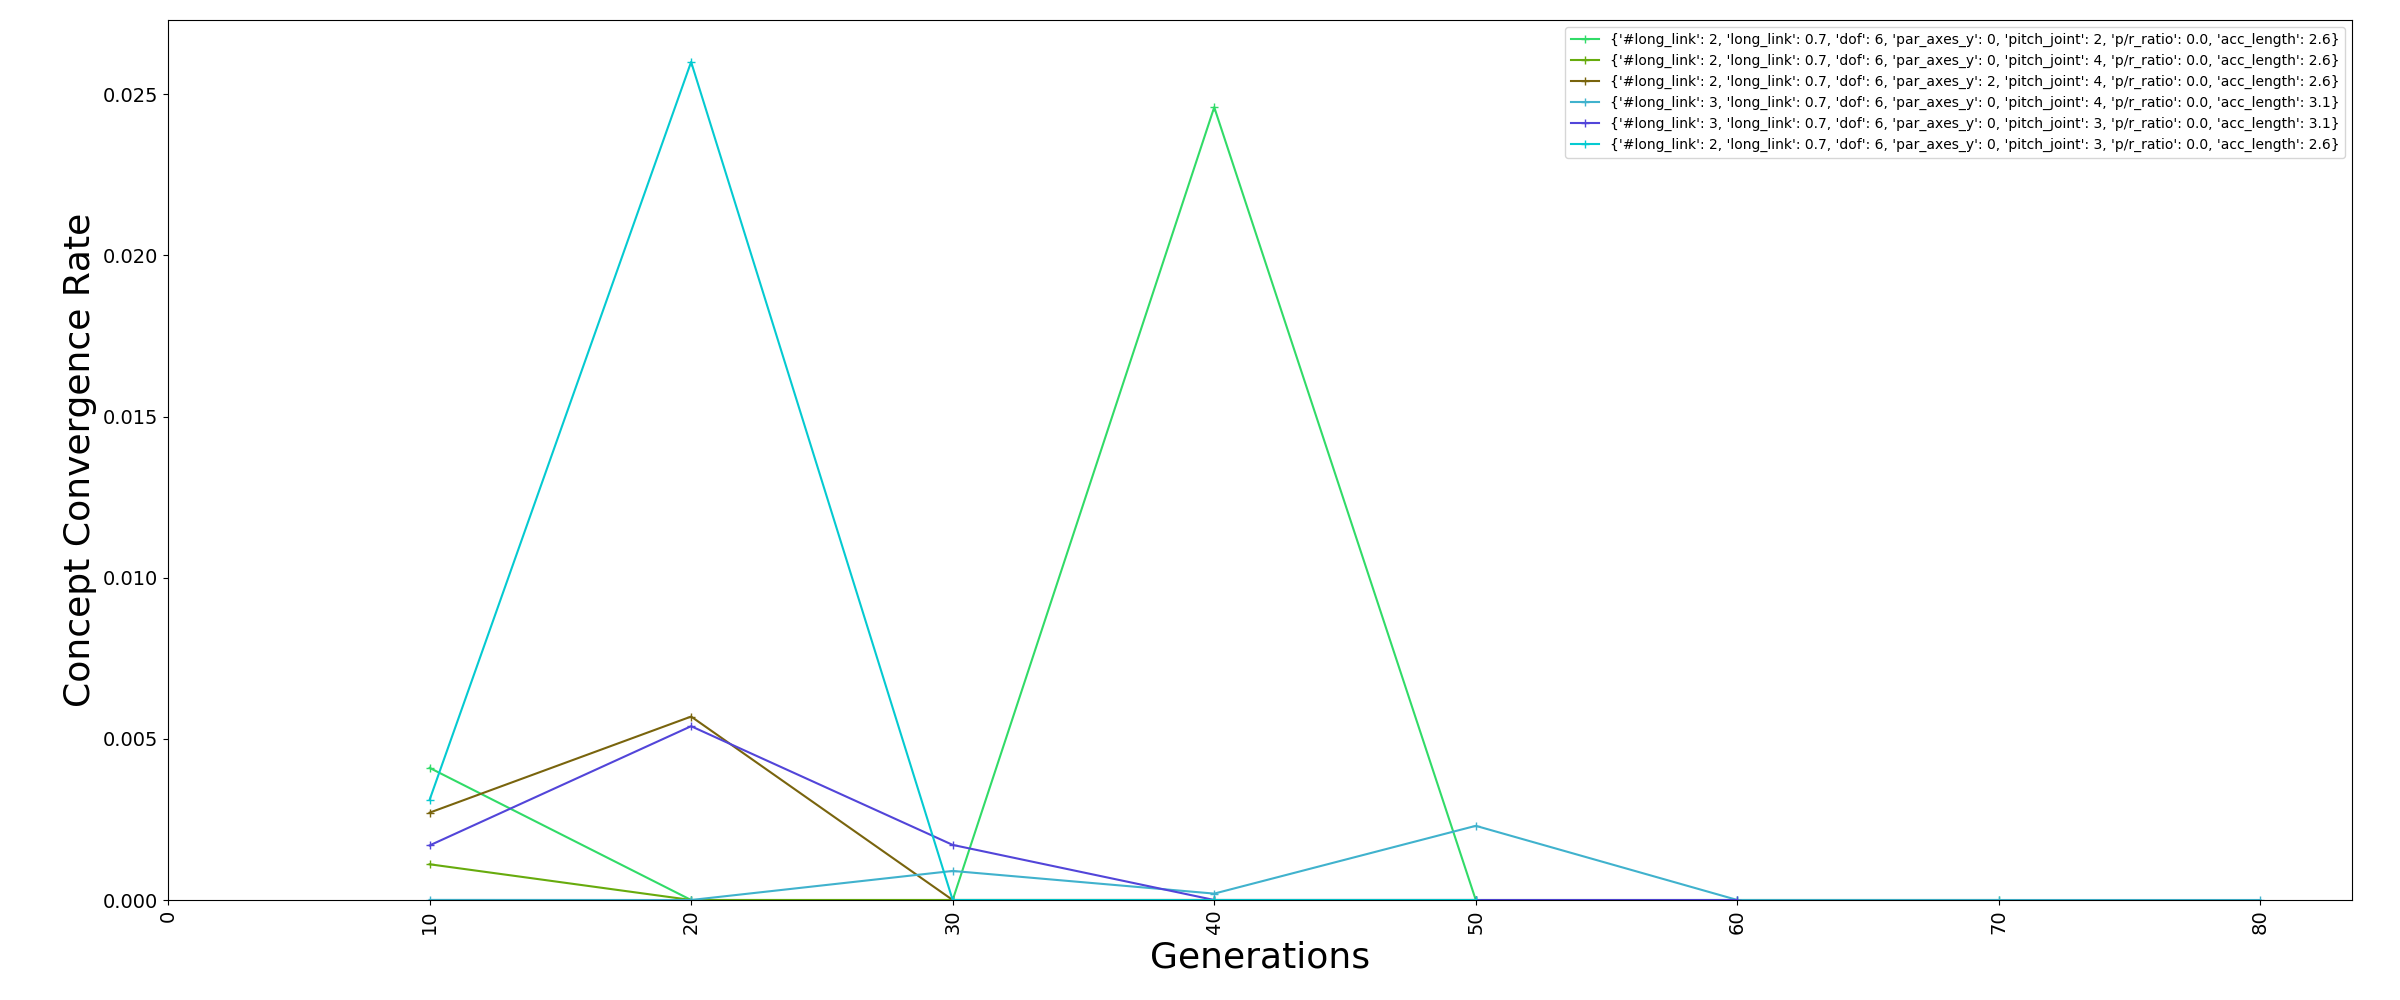 {'#long_link': 2, 'long_link': 0.7, 'dof': 6, 'par_axes_y': 0, 'pitch_joint': 2, 'p/r_ratio': 0.0, 'acc_length': 2.6}
{'#long_link': 2, 'long_link': 0.7, 'dof': 6, 'par_axes_y': 0, 'pitch_joint': 4, 'p/r_ratio': 0.0, 'acc_length': 2.6}
{'#long_link': 2, 'long_link': 0.7, 'dof': 6, 'par_axes_y': 2, 'pitch_joint': 4, 'p/r_ratio': 0.0, 'acc_length': 2.6}
{'#long_link': 3, 'long_link': 0.7, 'dof': 6, 'par_axes_y': 0, 'pitch_joint': 4, 'p/r_ratio': 0.0, 'acc_length': 3.1}
{'#long_link': 3, 'long_link': 0.7, 'dof': 6, 'par_axes_y': 0, 'pitch_joint': 3, 'p/r_ratio': 0.0, 'acc_length': 3.1}
{'#long_link': 2, 'long_link': 0.7, 'dof': 6, 'par_axes_y': 0, 'pitch_joint': 3, 'p/r_ratio': 0.0, 'acc_length': 2.6}
Concept Convergence Rate
0.025
0.020
0.015
0.010
0.005
0.000
0 10 20 30 40 50 60 70 80
Generations